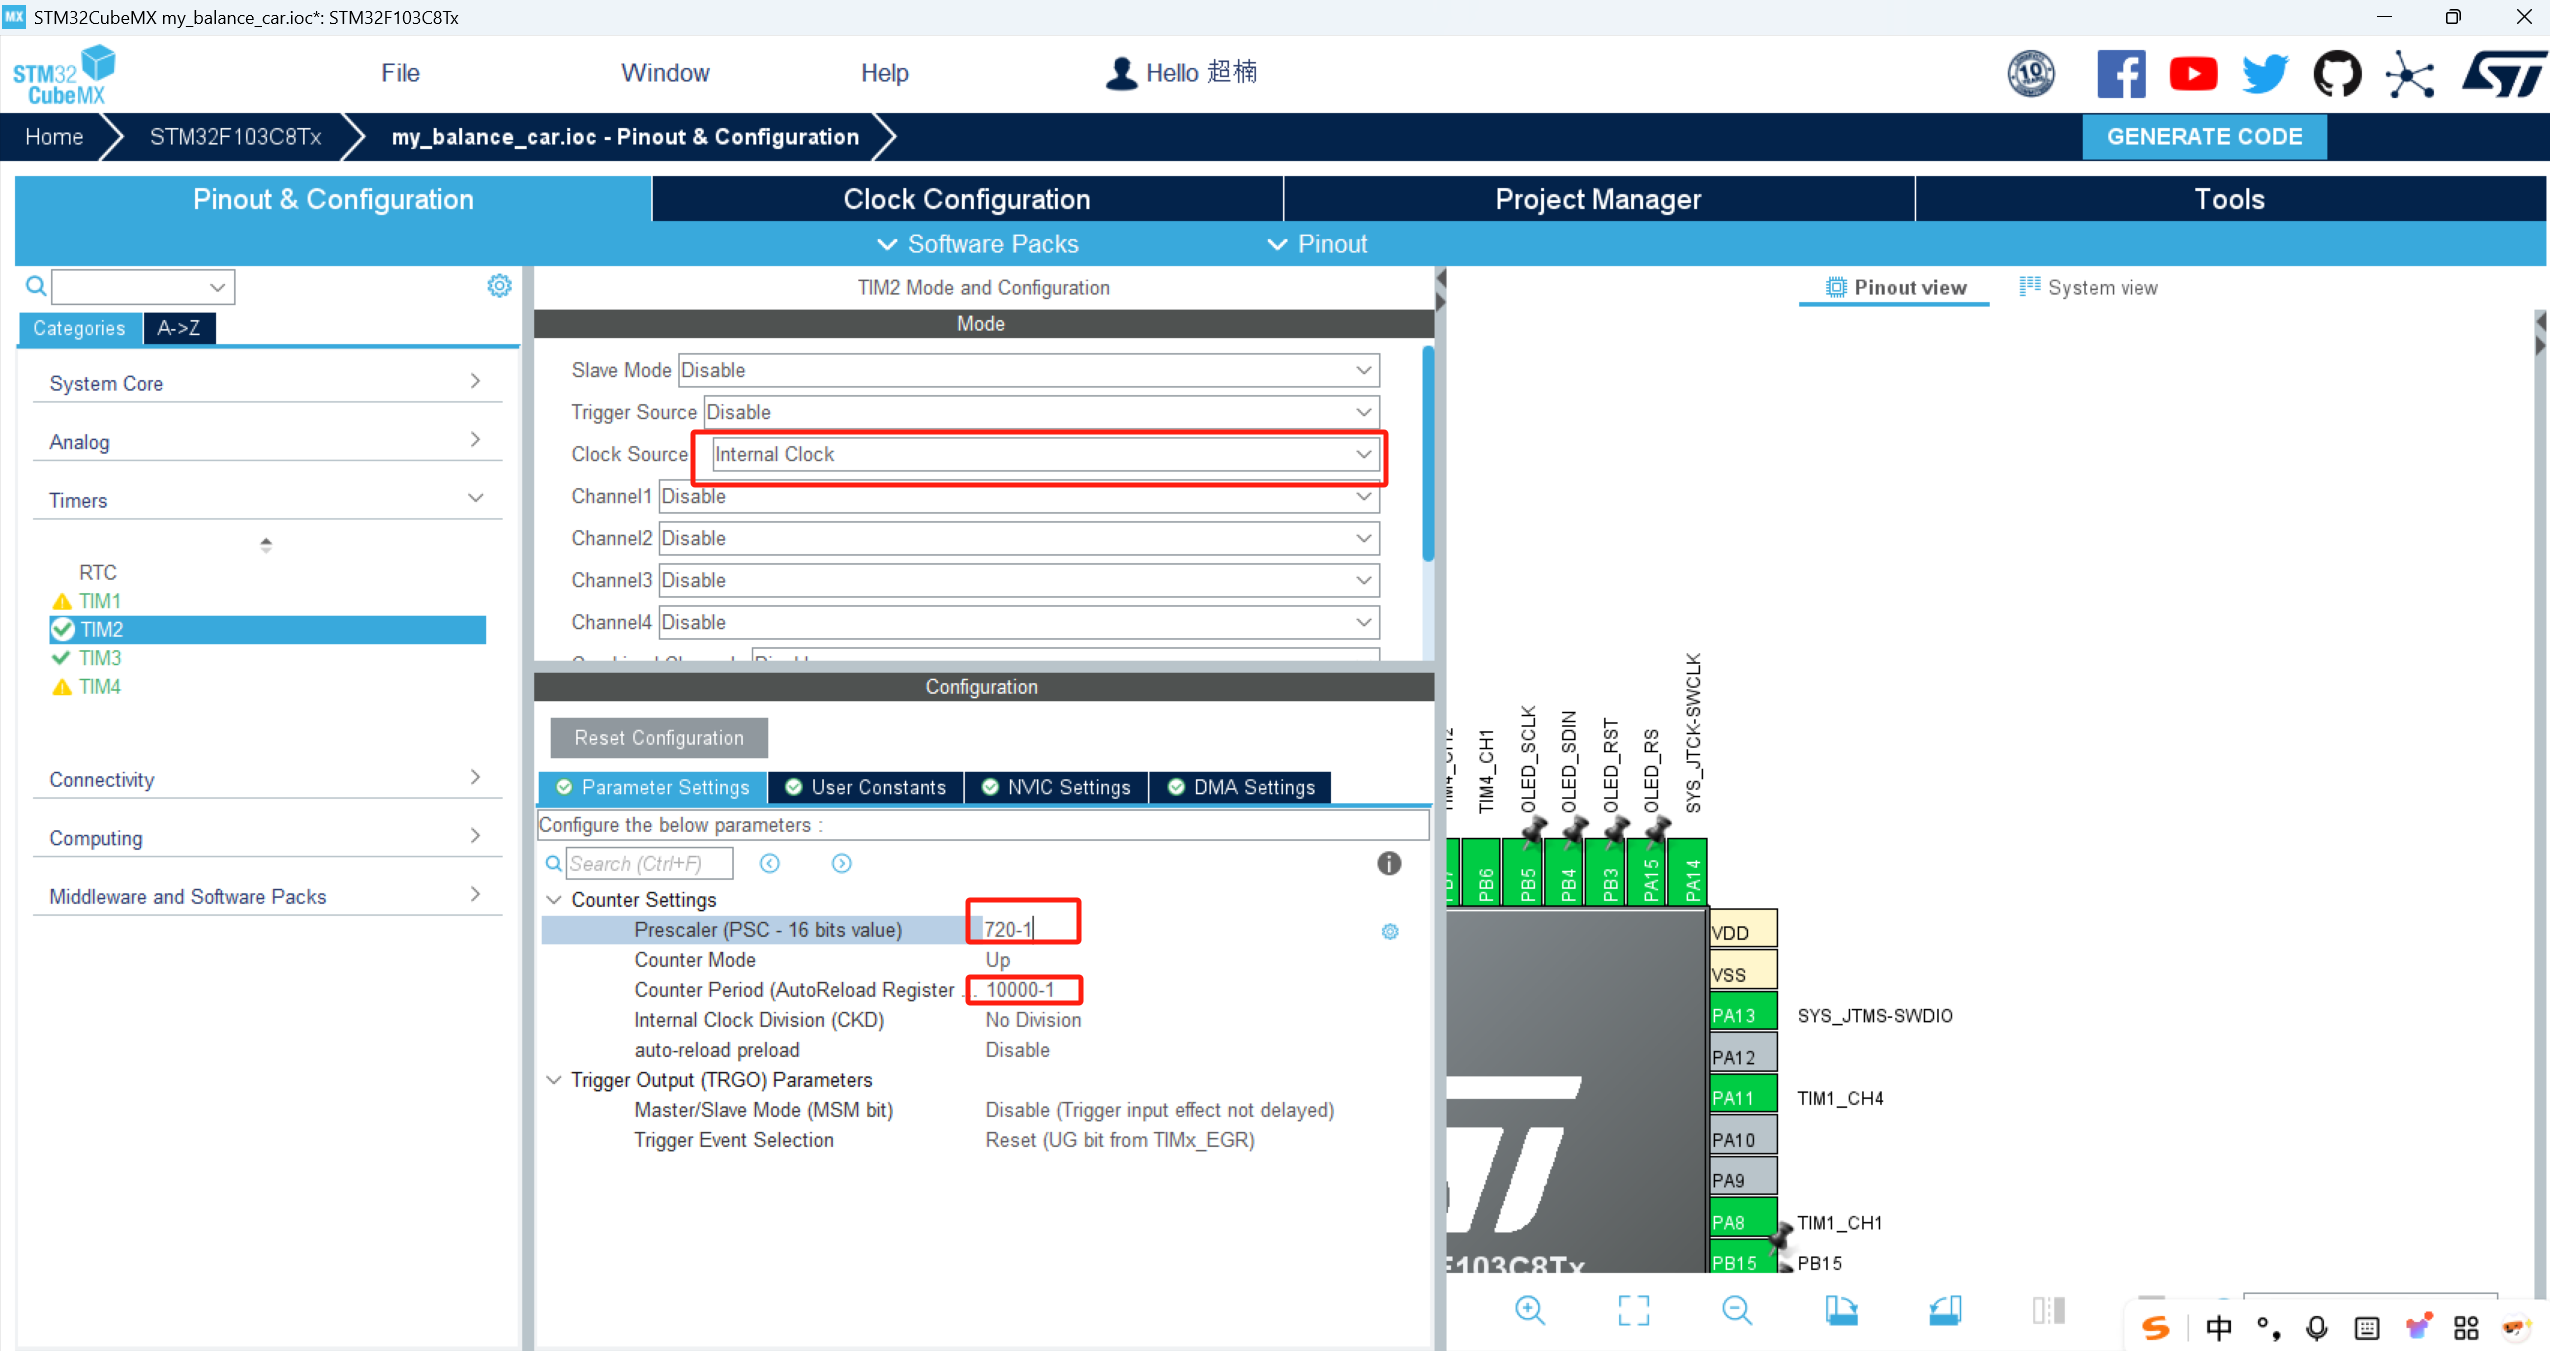 MX STM32CubeMX my_balance_car.ioc*: STM32F103C8Tx
STM32
CubeMX
File
Window
Help
Hello 超楠
10
Home
STM32F103C8Tx
my_balance_car.ioc - Pinout & Configuration
GENERATE CODE
Pinout & Configuration
Clock Configuration
Project Manager
Tools
Software Packs
Pinout
Categories
A->Z
System Core
Analog
Timers
RTC
TIM1
TIM2
TIM3
TIM4
Connectivity
Computing
Middleware and Software Packs
TIM2 Mode and Configuration
Mode
Slave Mode Disable
Trigger Source Disable
Clock Source Internal Clock
Channel1 Disable
Channel2 Disable
Channel3 Disable
Channel4 Disable
Configuration
Reset Configuration
Parameter Settings
User Constants
NVIC Settings
DMA Settings
Configure the below parameters :
Search (Ctrl+F)
Counter Settings
Prescaler (PSC - 16 bits value) 720-1
Counter Mode Up
Counter Period (AutoReload Register ... 10000-1
Internal Clock Division (CKD) No Division
auto-reload preload Disable
Trigger Output (TRGO) Parameters
Master/Slave Mode (MSM bit) Disable (Trigger input effect not delayed)
Trigger Event Selection Reset (UG bit from TIMx_EGR)
Pinout view
System view
TIM4_CH1
OLED_SCLK
OLED_SDIN
OLED_RST
OLED_RS
SYS_JTCK-SWCLK
PB6
PB5
PB4
PB3
PA15
PA14
VDD
VSS
PA13 SYS_JTMS-SWDIO
PA12
PA11 TIM1_CH4
PA10
PA9
PA8 TIM1_CH1
PB15 PB15
F103C8Tx
中